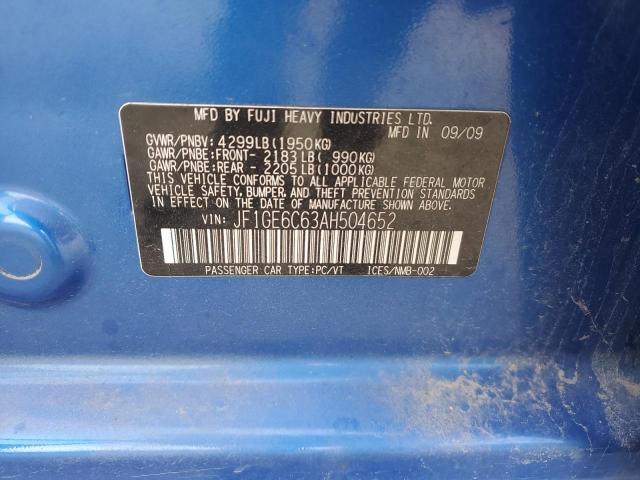 MFD BY FUJI HEAVY INDUSTRIES LTD.
MFD IN 09/09
GVWR/PNBV: 4299LB (1950KG)
GAWR/PNBE: FRONT- 2183LB ( 990KG)
GAWR/PNBE: REAR - 2205LB (1000KG)
THIS VEHICLE CONFORMS TO ALL APPLICABLE FEDERAL MOTOR
VEHICLE SAFETY, BUMPER, AND THEFT PREVENTION STANDARDS
IN EFFECT ON THE DATE OF MANUFACTURE SHOWN ABOVE.
VIN: JF1GE6C63AH504652
PASSENGER CAR TYPE:PC/VT ICES/NMB-002